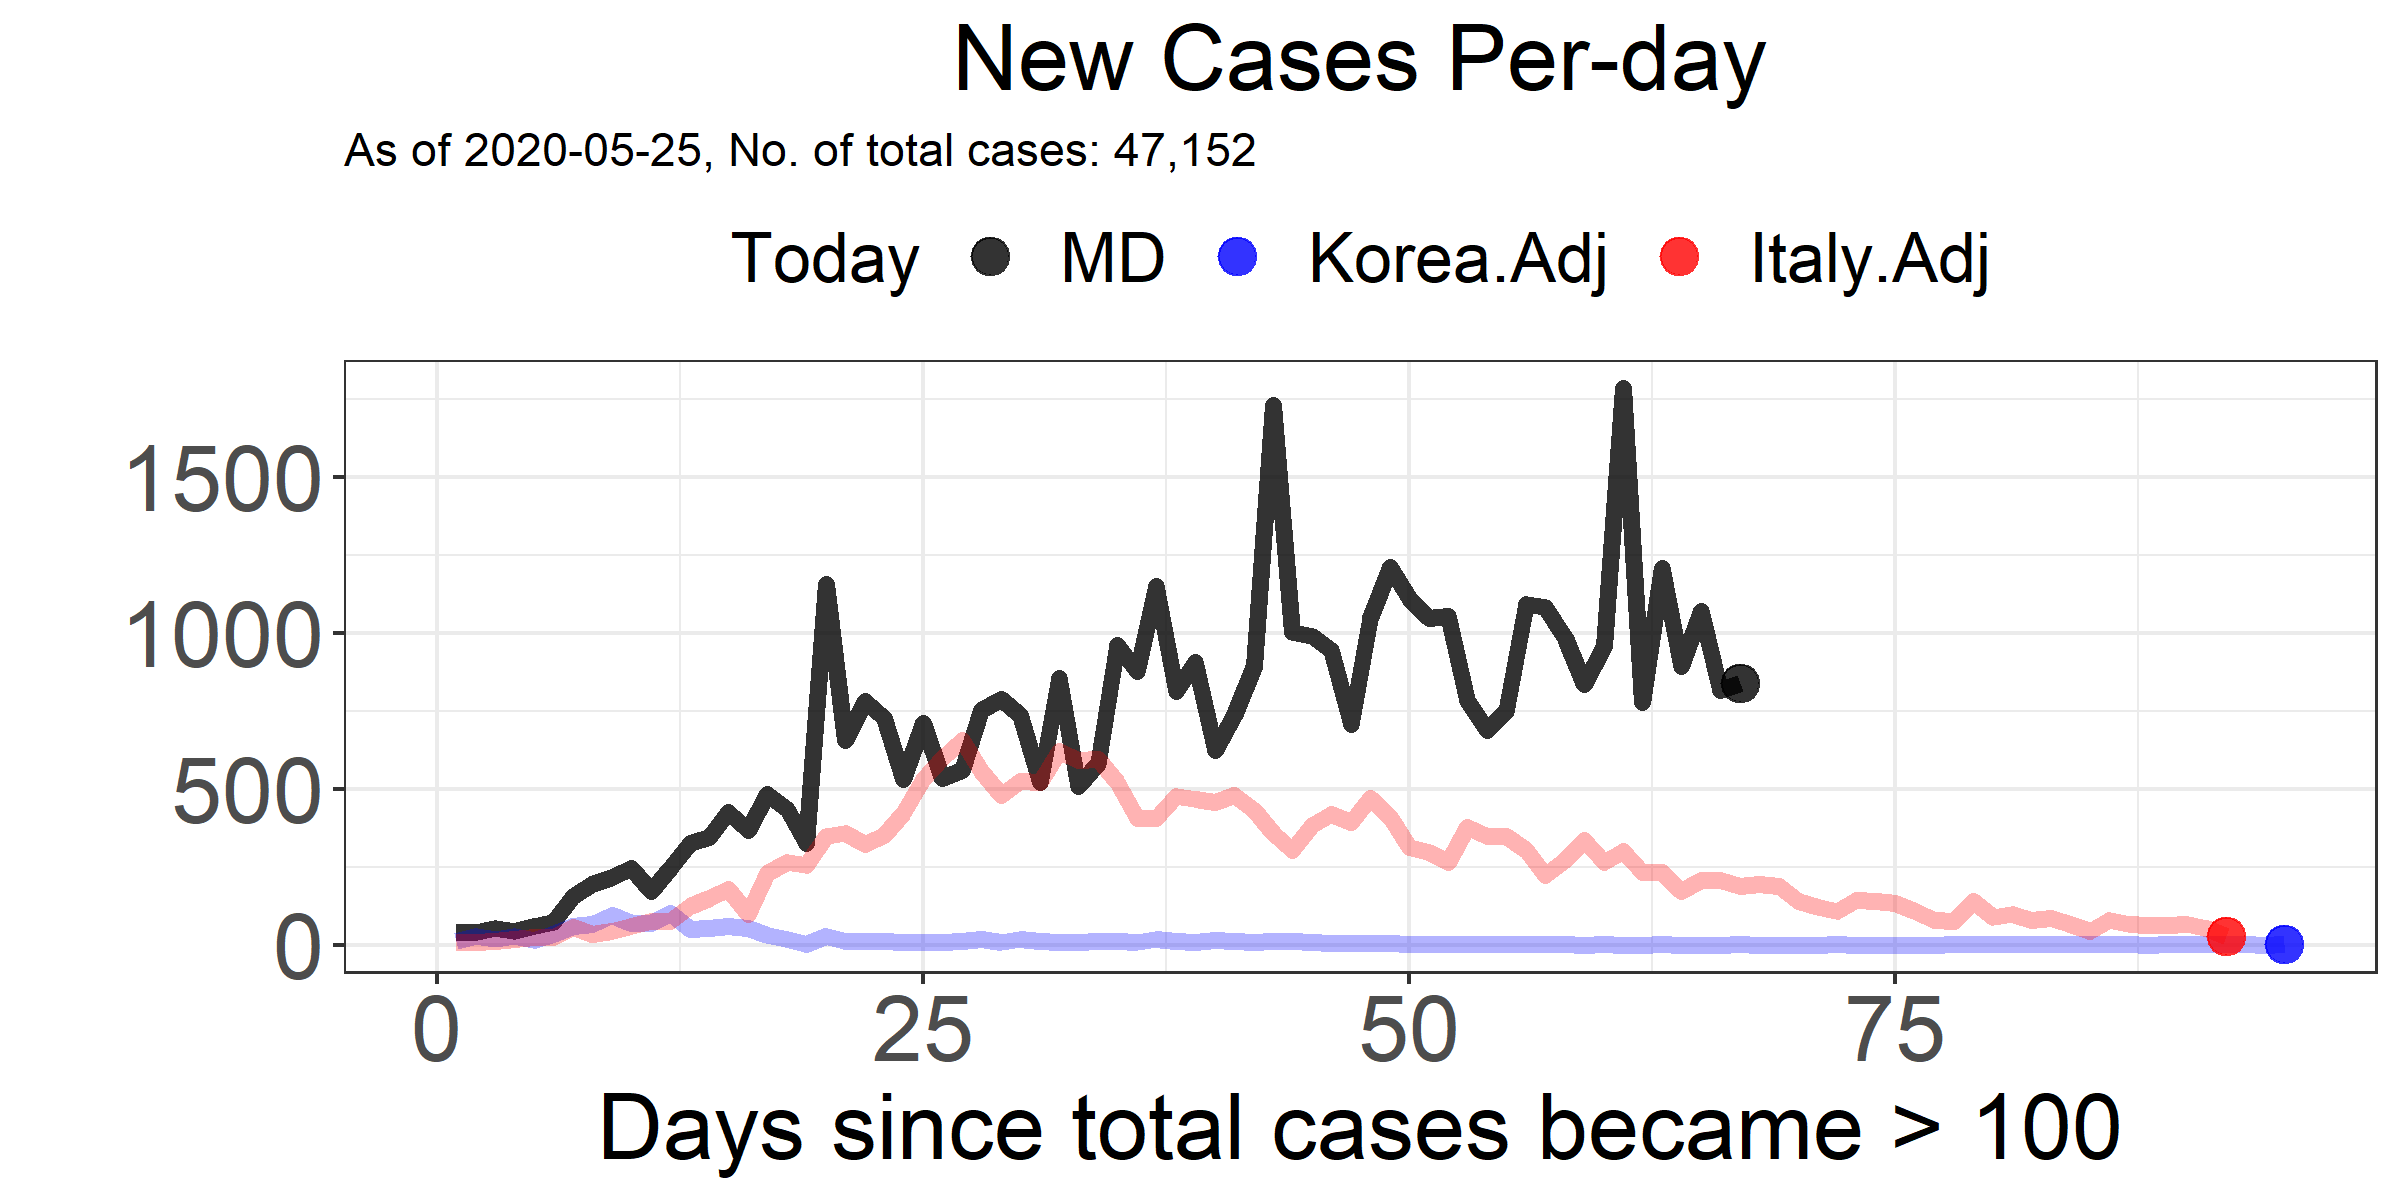 New Cases Per-day
As of 2020-05-25, No. of total cases: 47,152
Today MD Korea.Adj Italy.Adj
1500
1000
500
0
0 25 50 75
Days since total cases became > 100